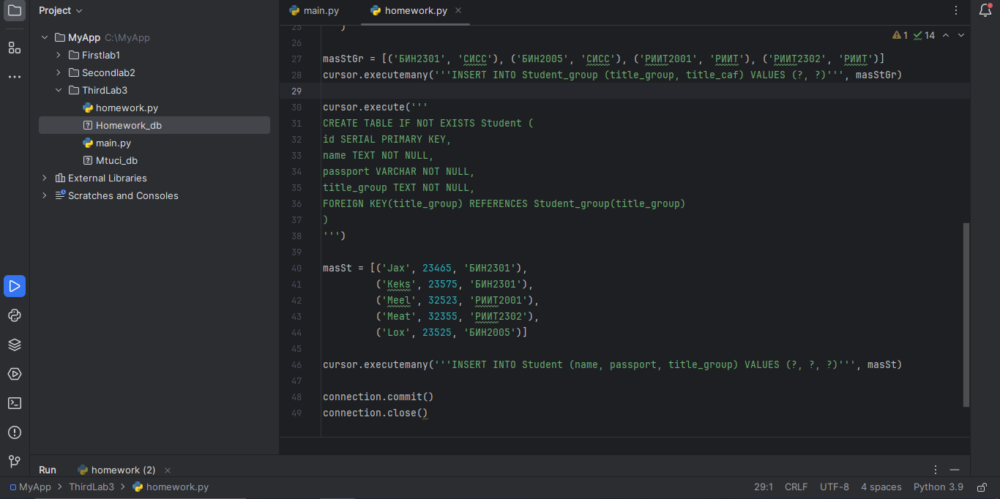 Project
MyApp C:\MyApp
Firstlab1
Secondlab2
ThirdLab3
homework.py
Homework_db
main.py
Mtuci_db
External Libraries
Scratches and Consoles
main.py
homework.py
1 14
25 )
26
27 masStGr = [('БИН2301', 'СИСС'), ('БИН2005', 'СИСС'), ('РИИТ2001', 'РИИТ'), ('РИИТ2302', 'РИИТ')]
28 cursor.executemany('''INSERT INTO Student_group (title_group, title_caf) VALUES (?, ?)''', masStGr)
29
30 cursor.execute('''
31 CREATE TABLE IF NOT EXISTS Student (
32 id SERIAL PRIMARY KEY,
33 name TEXT NOT NULL,
34 passport VARCHAR NOT NULL,
35 title_group TEXT NOT NULL,
36 FOREIGN KEY(title_group) REFERENCES Student_group(title_group)
37 )
38 ''')
39
40 masSt = [('Jax', 23465, 'БИН2301'),
41 ('Keks', 23575, 'БИН2301'),
42 ('Meel', 32523, 'РИИТ2001'),
43 ('Meat', 32355, 'РИИТ2302'),
44 ('Lox', 23525, 'БИН2005')]
45
46 cursor.executemany('''INSERT INTO Student (name, passport, title_group) VALUES (?, ?, ?)''', masSt)
47
48 connection.commit()
49 connection.close()
Run homework (2)
MyApp > ThirdLab3 > homework.py
29:1 CRLF UTF-8 4 spaces Python 3.9